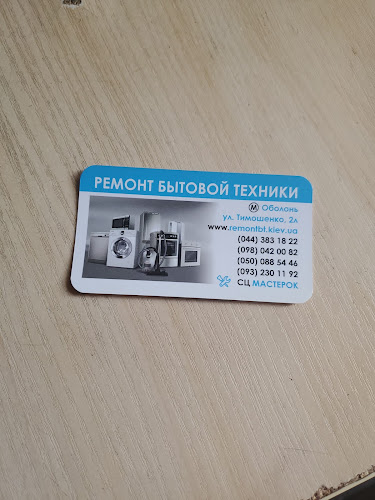 РЕМОНТ БЫТОВОЙ ТЕХНИКИ
М Оболонь
ул. Тимошенко, 2л
www.remontbt.kiev.ua
(044) 383 18 22
(098) 042 00 82
(050) 088 54 46
(093) 230 11 92
СЦ МАСТЕРОК